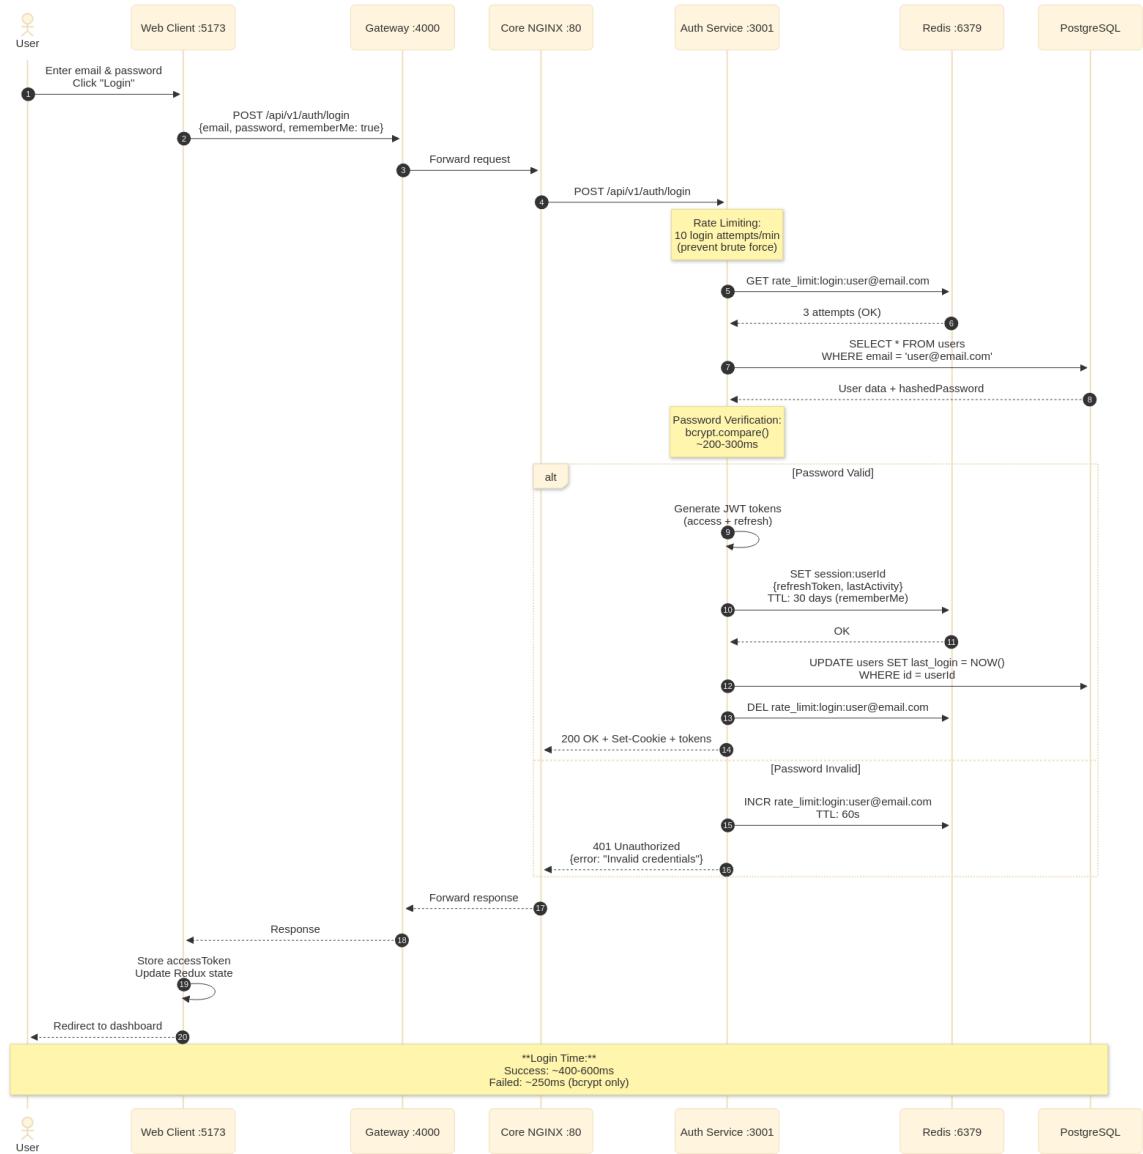 User
Web Client :5173
Gateway :4000
Core NGINX :80
Auth Service :3001
Redis :6379
PostgreSQL
Enter email & password
Click "Login"
1
POST /api/v1/auth/login
{email, password, rememberMe: true}
2
Forward request
3
POST /api/v1/auth/login
4
Rate Limiting:
10 login attempts/min
(prevent brute force)
GET rate_limit:login:user@email.com
5
3 attempts (OK)
6
SELECT * FROM users
WHERE email = 'user@email.com'
7
User data + hashedPassword
8
Password Verification:
bcrypt.compare()
~200-300ms
alt
[Password Valid]
Generate JWT tokens
(access + refresh)
9
SET session:userId
{refreshToken, lastActivity}
TTL: 30 days (rememberMe)
10
OK
11
UPDATE users SET last_login = NOW()
WHERE id = userId
12
DEL rate_limit:login:user@email.com
13
200 OK + Set-Cookie + tokens
14
[Password Invalid]
INCR rate_limit:login:user@email.com
TTL: 60s
15
401 Unauthorized
{error: "Invalid credentials"}
16
Forward response
17
Response
18
Store accessToken
Update Redux state
19
Redirect to dashboard
20
**Login Time:**
Success: ~400-600ms
Failed: ~250ms (bcrypt only)
User
Web Client :5173
Gateway :4000
Core NGINX :80
Auth Service :3001
Redis :6379
PostgreSQL